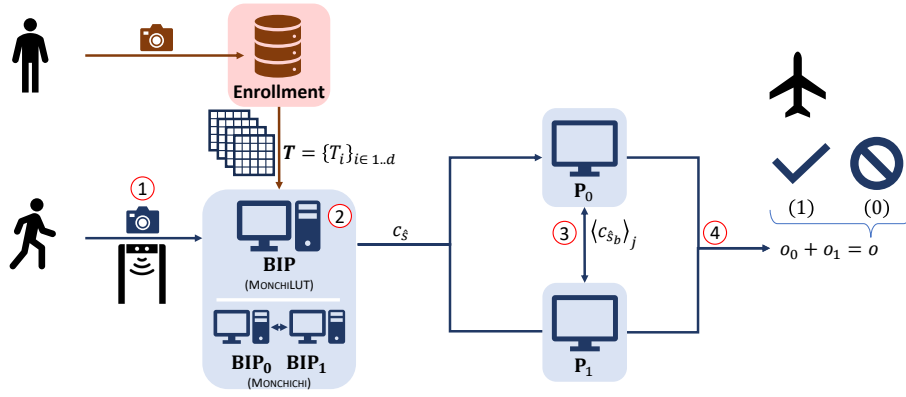 Enrollment
T = {T_i}_{i∈ 1..d}
1
2
BIP
(MONCHILUT)
BIP_0 BIP_1
(MONCHICHI)
c_ŝ
P_0
3 ⟨c_{ŝ_b}⟩_j
P_1
4
(1) (0)
o_0 + o_1 = o